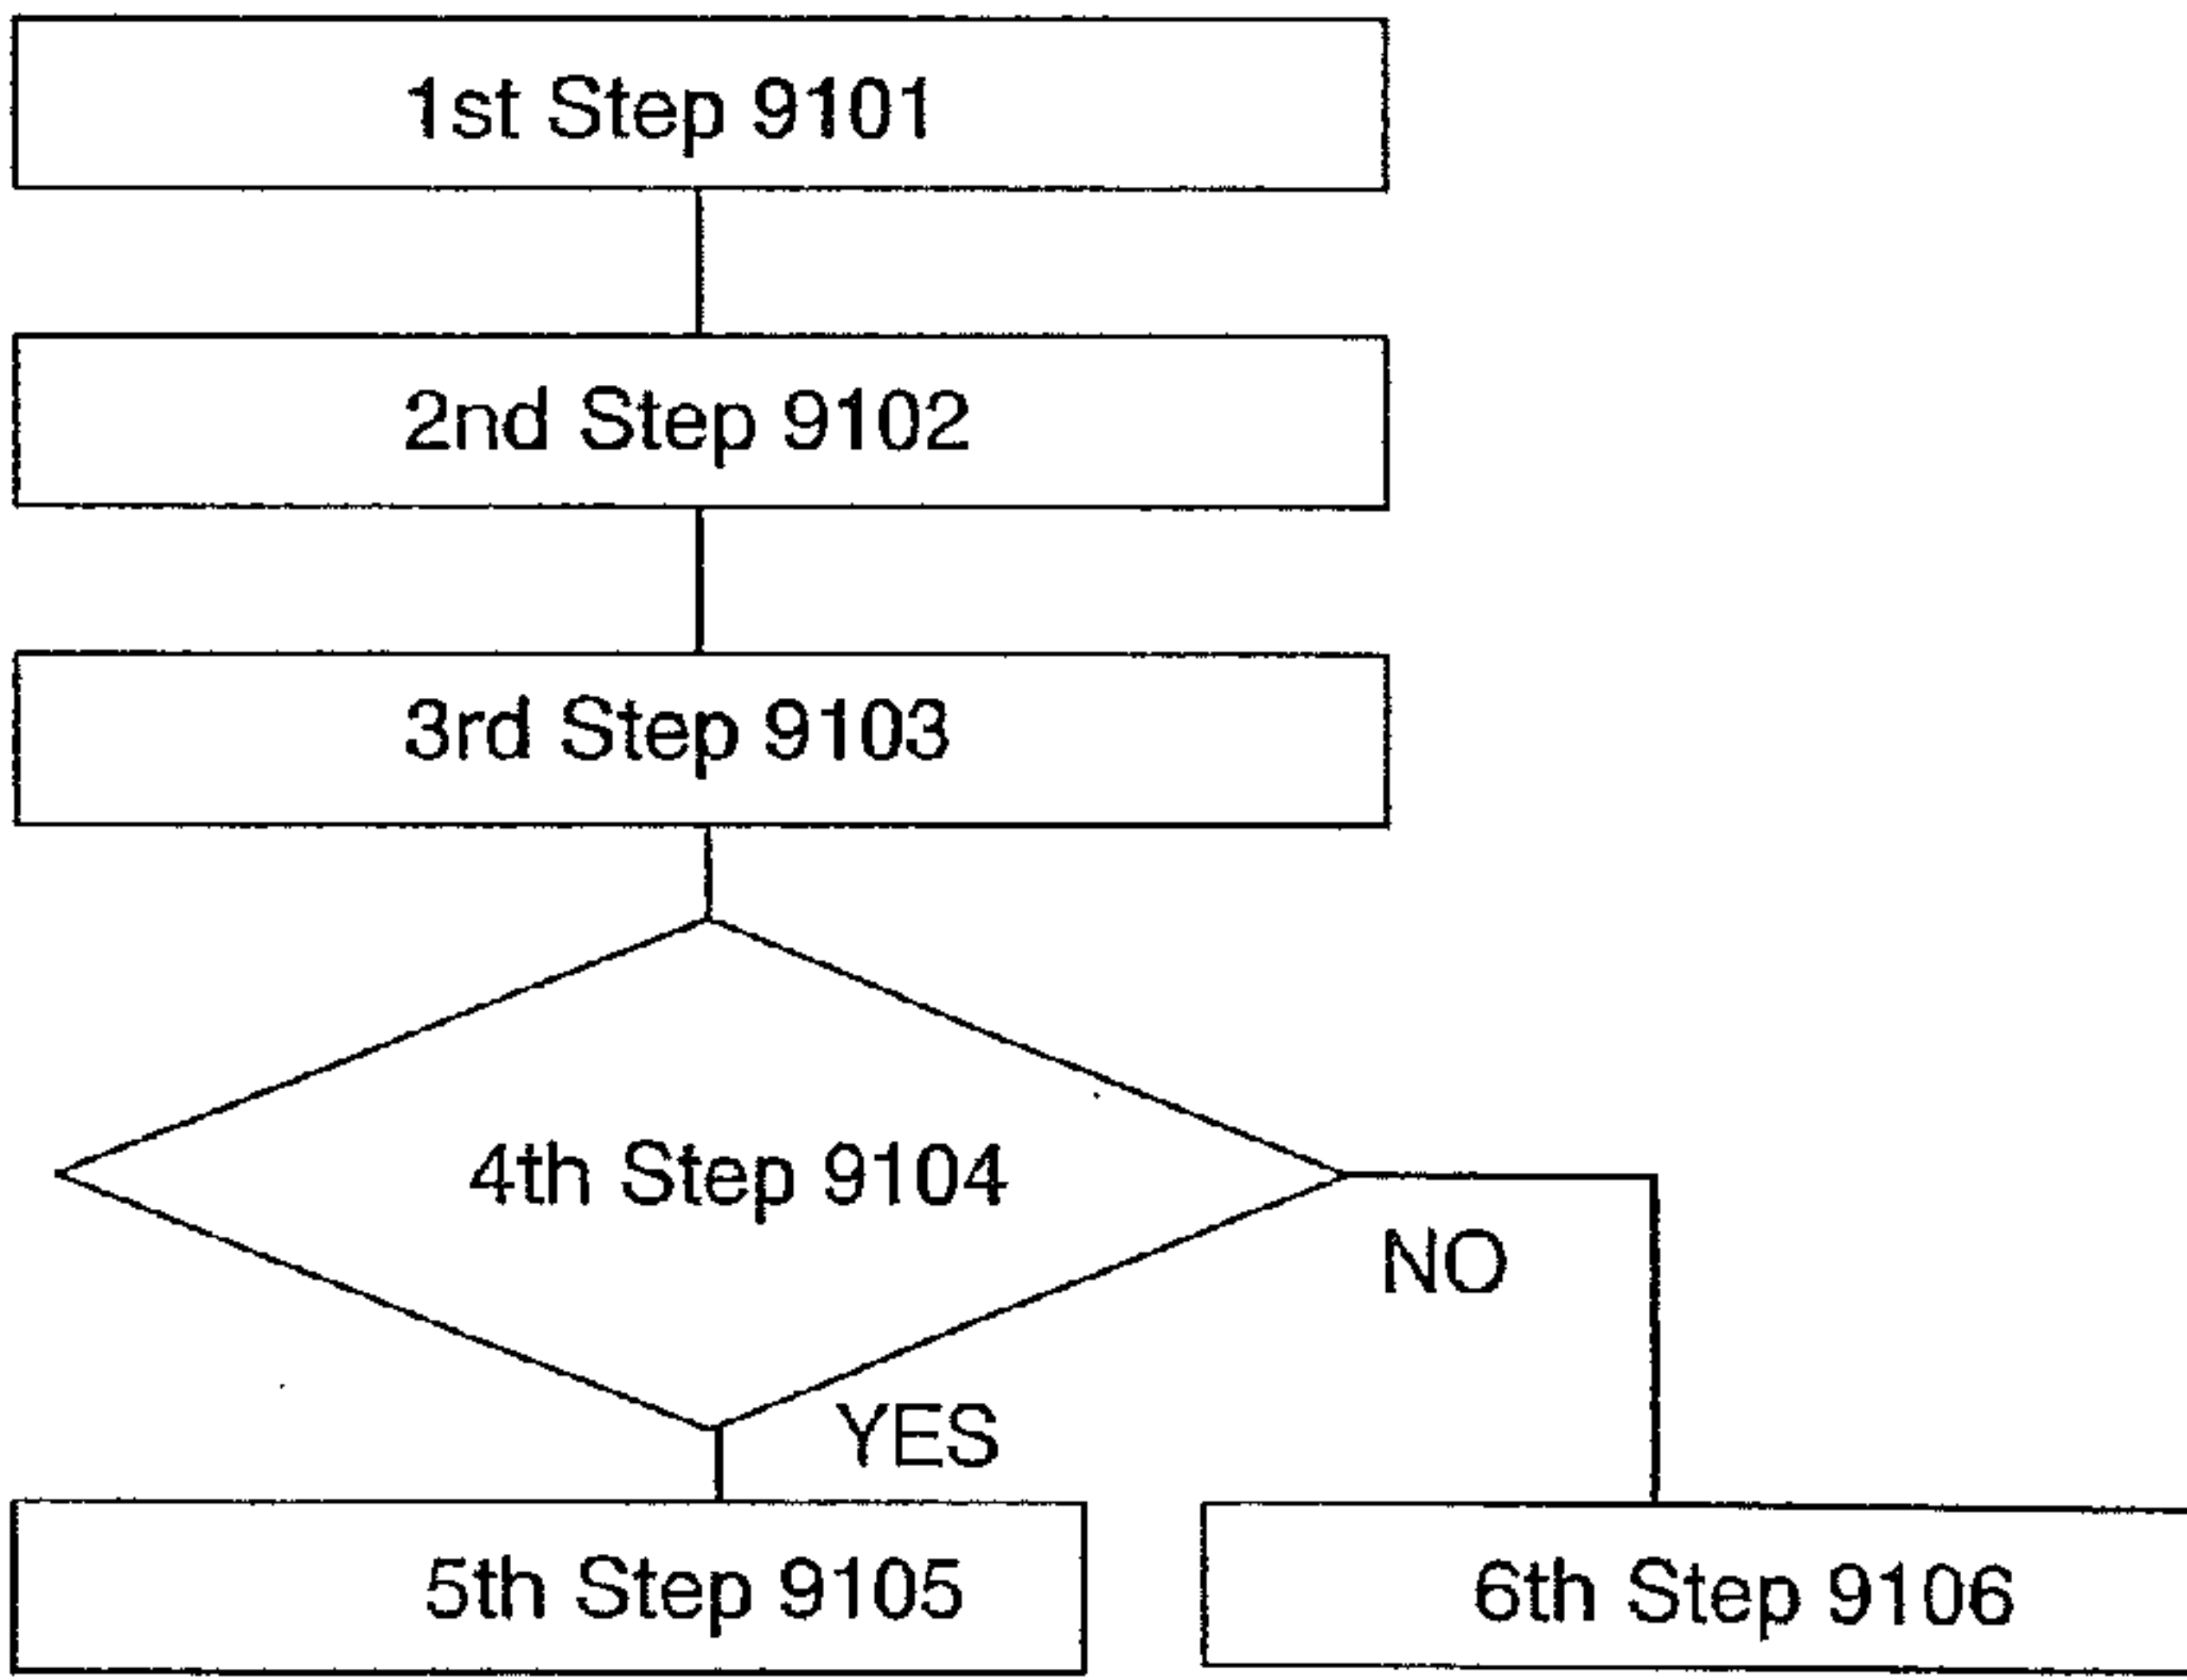 1st Step 9101
2nd Step 9102
3rd Step 9103
4th Step 9104
NO
YES
5th Step 9105
6th Step 9106